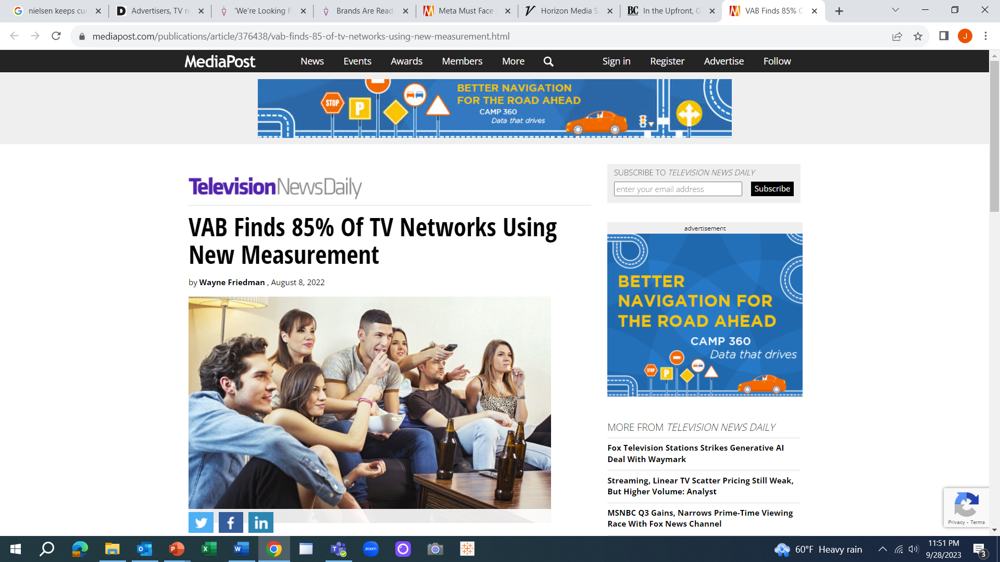 nielsen keeps cur
Advertisers, TV n
'We're Looking F
Brands Are Ready
Meta Must Face
Horizon Media S
In the Upfront, G
VAB Finds 85% O
mediapost.com/publications/article/376438/vab-finds-85-of-tv-networks-using-new-measurement.html
J
MediaPost
News
Events
Awards
Members
More
Sign in
Register
Advertise
Follow
STOP
P
BETTER NAVIGATION
FOR THE ROAD AHEAD
CAMP 360
Data that drives
TelevisionNewsDaily
VAB Finds 85% Of TV Networks Using
New Measurement
by Wayne Friedman , August 8, 2022
SUBSCRIBE TO TELEVISION NEWS DAILY
enter your email address
Subscribe
advertisement
BETTER
NAVIGATION FOR
THE ROAD AHEAD
CAMP 360
Data that drives
STOP
P
MORE FROM TELEVISION NEWS DAILY
Fox Television Stations Strikes Generative AI
Deal With Waymark
Streaming, Linear TV Scatter Pricing Still Weak,
But Higher Volume: Analyst
MSNBC Q3 Gains, Narrows Prime-Time Viewing
Race With Fox News Channel
Privacy - Terms
zoom
60°F Heavy rain
11:51 PM
9/28/2023
3